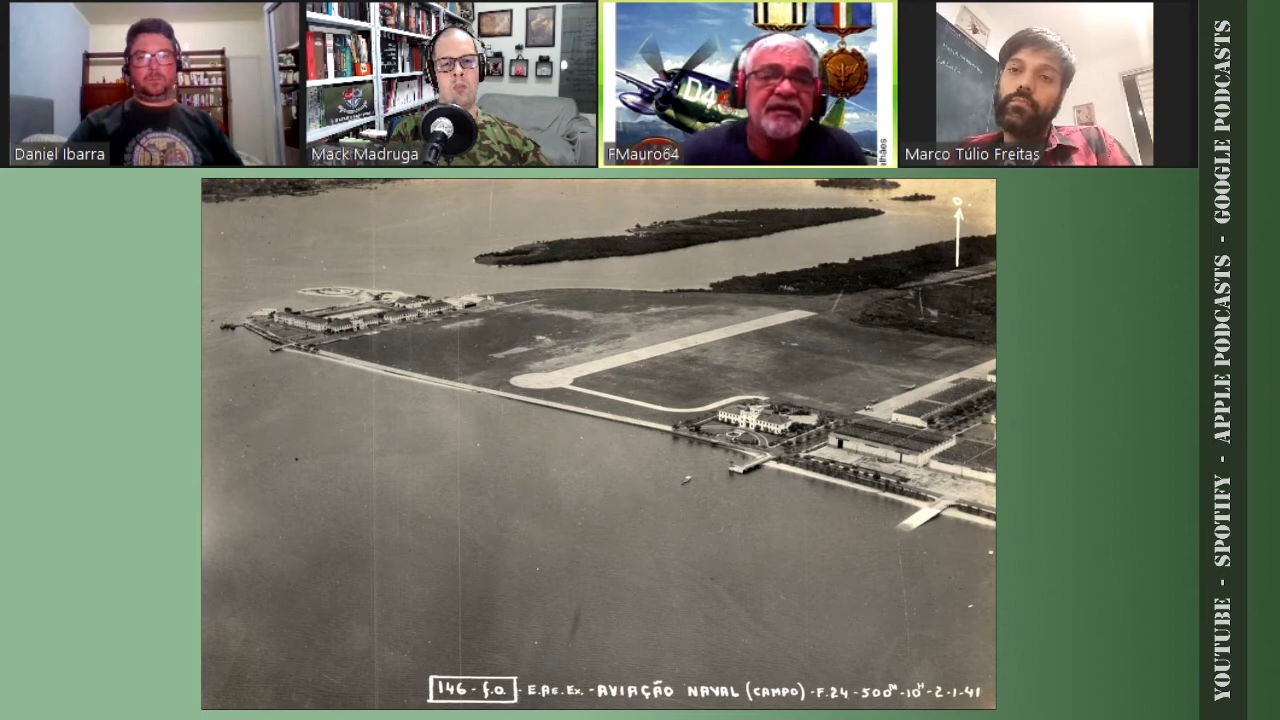 Daniel Ibarra
Mack Madruga
FMauro64
Marco Túlio Freitas
D4
146 - f.o. - E.Ae.Ex. - AVIAÇÃO NAVAL (CAMPO) - F.24 - 500M - 10H - 2-1-41
YOUTUBE - SPOTIFY - APPLE PODCASTS - GOOGLE PODCASTS